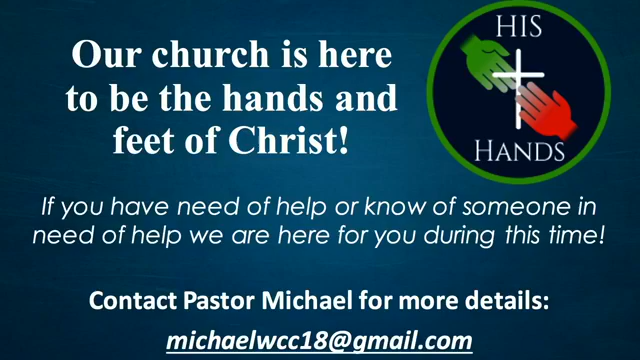 Our church is here
to be the hands and
feet of Christ!
HIS
HANDS
If you have need of help or know of someone in
need of help we are here for you during this time!
Contact Pastor Michael for more details:
michaelwcc18@gmail.com